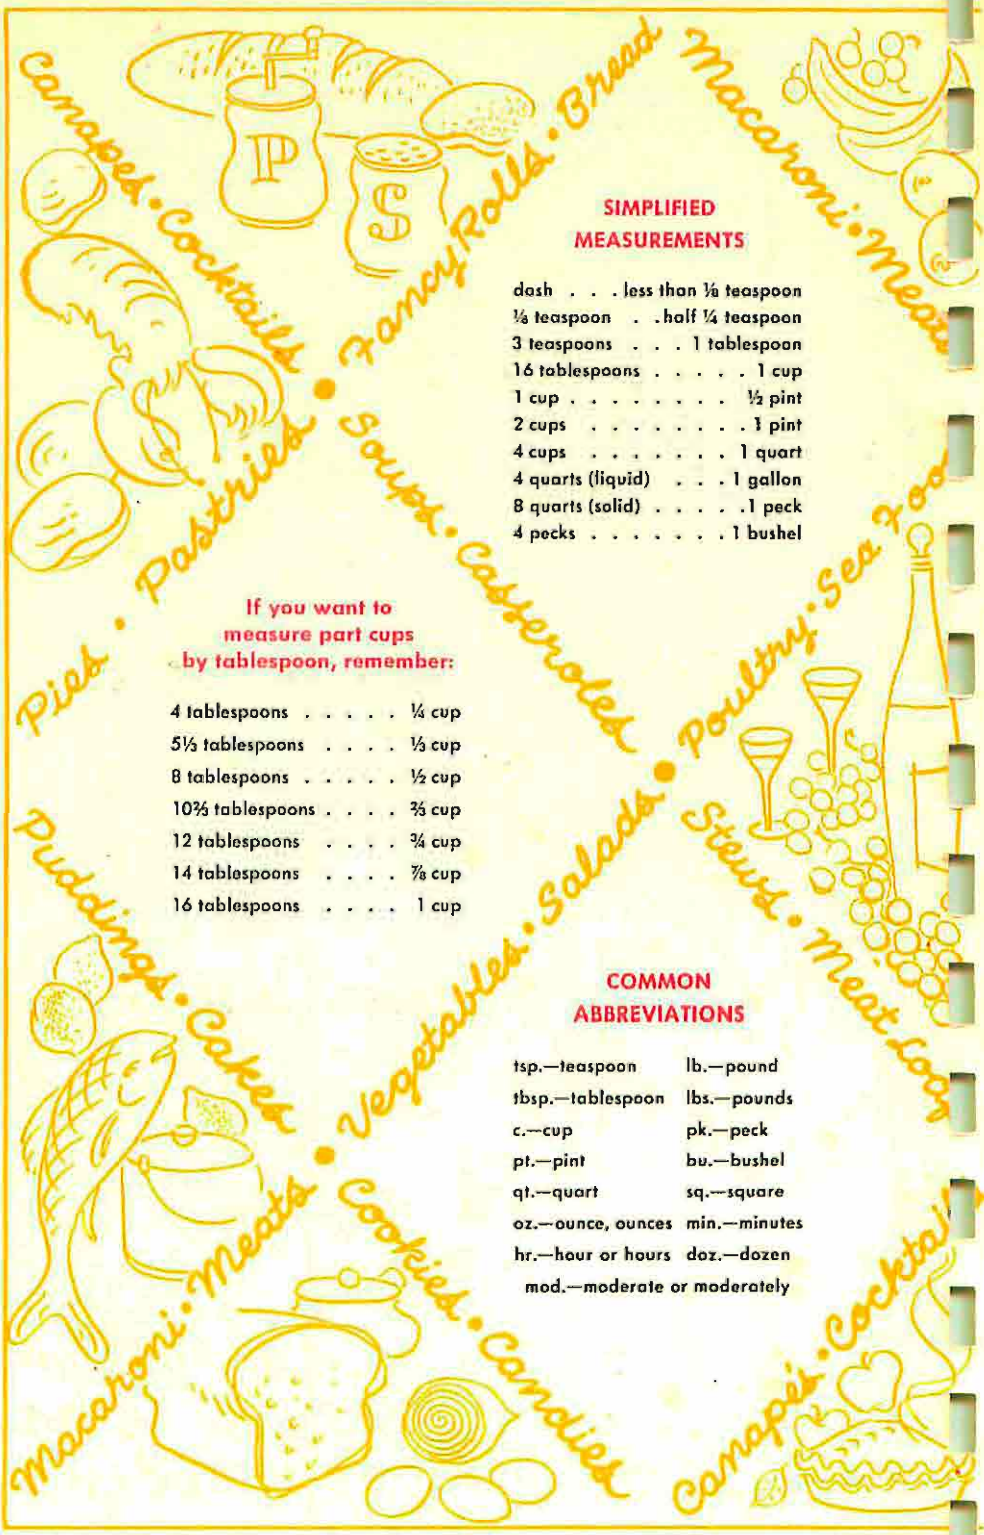 Canapes • Cocktails •
Fancy Rolls • Bread
Macaroni • Meats
SIMPLIFIED
MEASUREMENTS
dash . . . less than ⅛ teaspoon
⅛ teaspoon . . half ¼ teaspoon
3 teaspoons . . . 1 tablespoon
16 tablespoons . . . . . 1 cup
1 cup . . . . . . . . ½ pint
2 cups . . . . . . . . 1 pint
4 cups . . . . . . . 1 quart
4 quarts (liquid) . . . 1 gallon
8 quarts (solid) . . . . . 1 peck
4 pecks . . . . . . . 1 bushel
Pies • Pastries
Soups • Casseroles •
Poultry • Sea Foo
If you want to
measure part cups
by tablespoon, remember:
4 tablespoons . . . . . ¼ cup
5⅓ tablespoons . . . . ⅓ cup
8 tablespoons . . . . . ½ cup
10⅔ tablespoons . . . . ⅔ cup
12 tablespoons . . . . ¾ cup
14 tablespoons . . . . ⅞ cup
16 tablespoons . . . . 1 cup
Puddings • Cakes •
Vegetables • Salads
Stews • Meat Loa
COMMON
ABBREVIATIONS
tsp.—teaspoon lb.—pound
tbsp.—tablespoon lbs.—pounds
c.—cup pk.—peck
pt.—pint bu.—bushel
qt.—quart sq.—square
oz.—ounce, ounces min.—minutes
hr.—hour or hours doz.—dozen
mod.—moderate or moderately
Macaroni • Meats
Cookies • Candies
Canapés • Cocktail
P
S